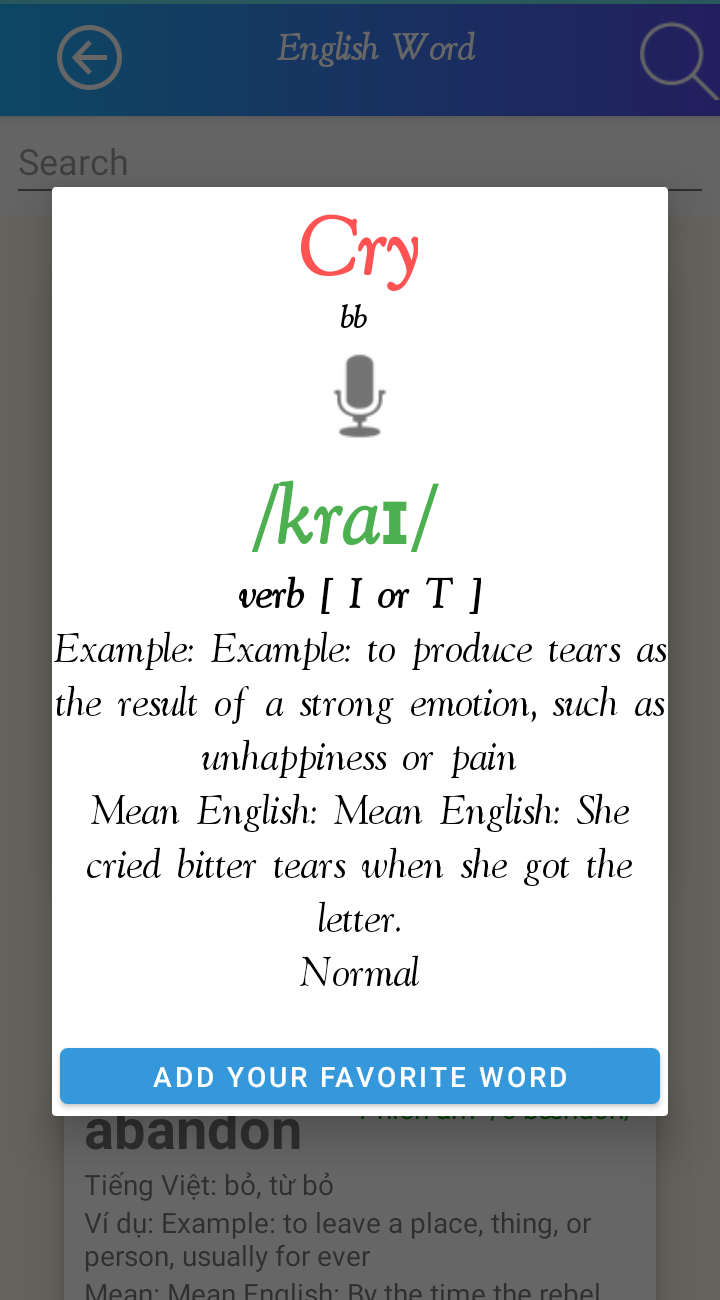 English Word
Search
Cry
bb
/kraɪ/
verb [ I or T ]
Example: Example: to produce tears as
the result of a strong emotion, such as
unhappiness or pain
Mean English: Mean English: She
cried bitter tears when she got the
letter.
Normal
ADD YOUR FAVORITE WORD
abandon
Tiếng Việt: bỏ, từ bỏ
Ví dụ: Example: to leave a place, thing, or
person, usually for ever
Mean: Mean English: By the time the rebel